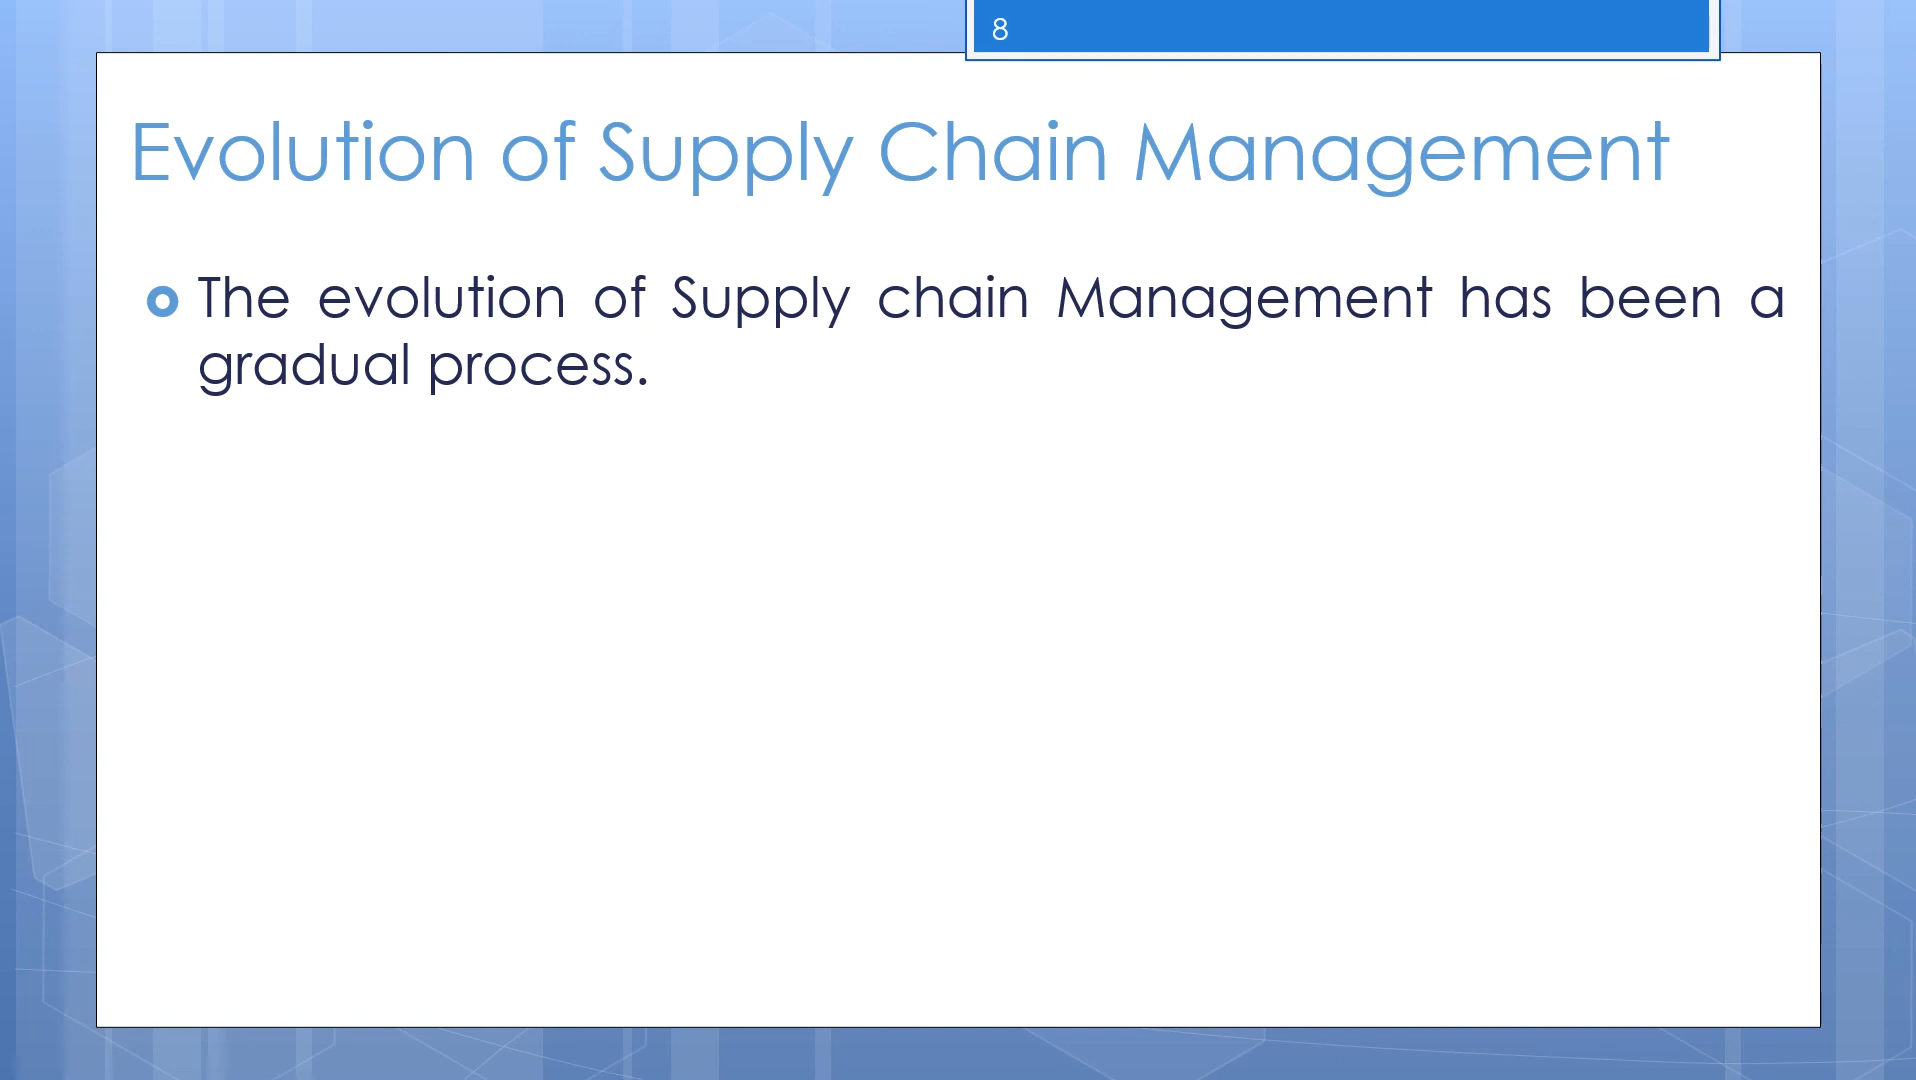 8
Evolution of Supply Chain Management
The evolution of Supply chain Management has been a
gradual process.